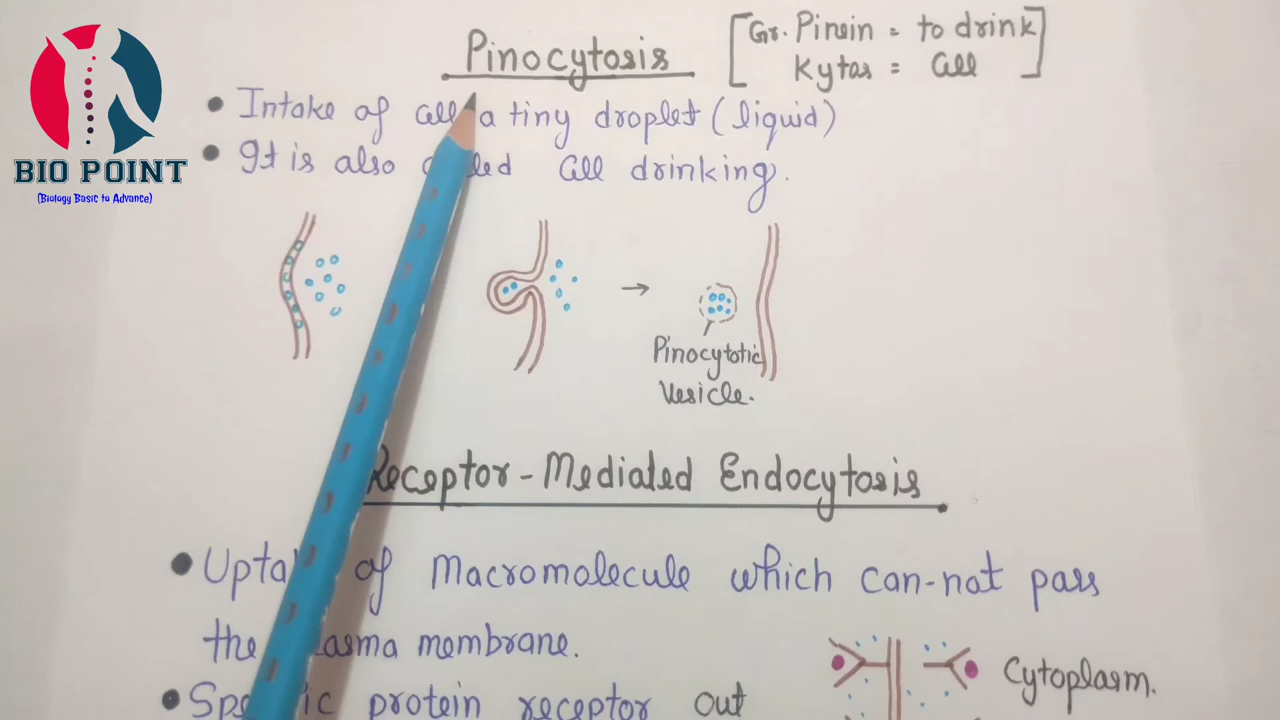 BIO POINT
(Biology Basic to Advance)
Pinocytosis
[Gr. Pinein = to drink
Kytas = Cell]
• Intake of Cell a tiny droplet (liquid)
• It is also called Cell drinking.
→
Pinocytotic
Vesicle.
Receptor-Mediated Endocytosis
• Uptake of Macromolecule which can-not pass
the plasma membrane.
• Specific protein receptor out
Cytoplasm.